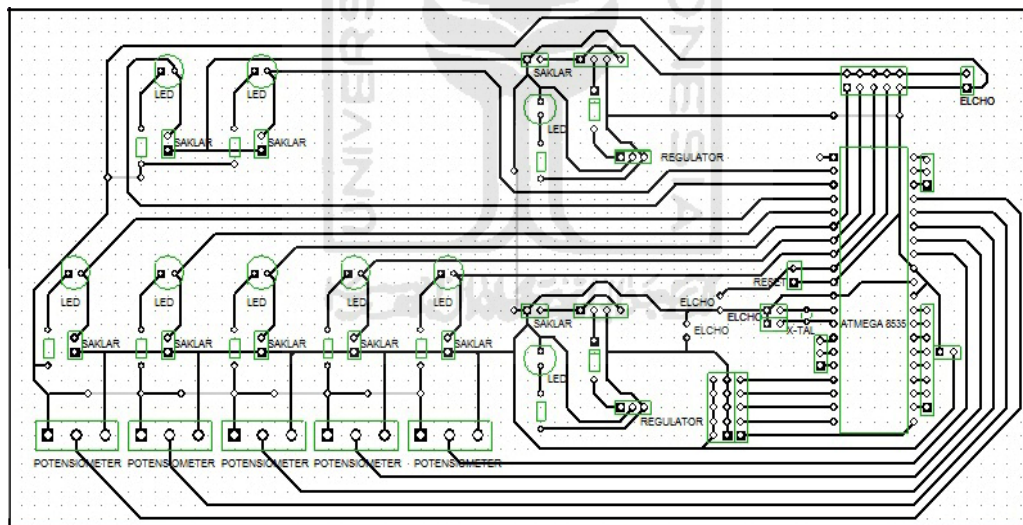 SAKLAR
ELCHO
LED
LED
LED
SAKLAR
SAKLAR
REGULATOR
RESET
ELCHO
LED
LED
LED
LED
LED
ELCHO
SAKLAR
ELCHO
X-TAL
ATMEGA 8535
SAKLAR
SAKLAR
SAKLAR
SAKLAR
SAKLAR
LED
REGULATOR
POTENSIOMETER
POTENSIOMETER
POTENSIOMETER
POTENSIOMETER
POTENSIOMETER